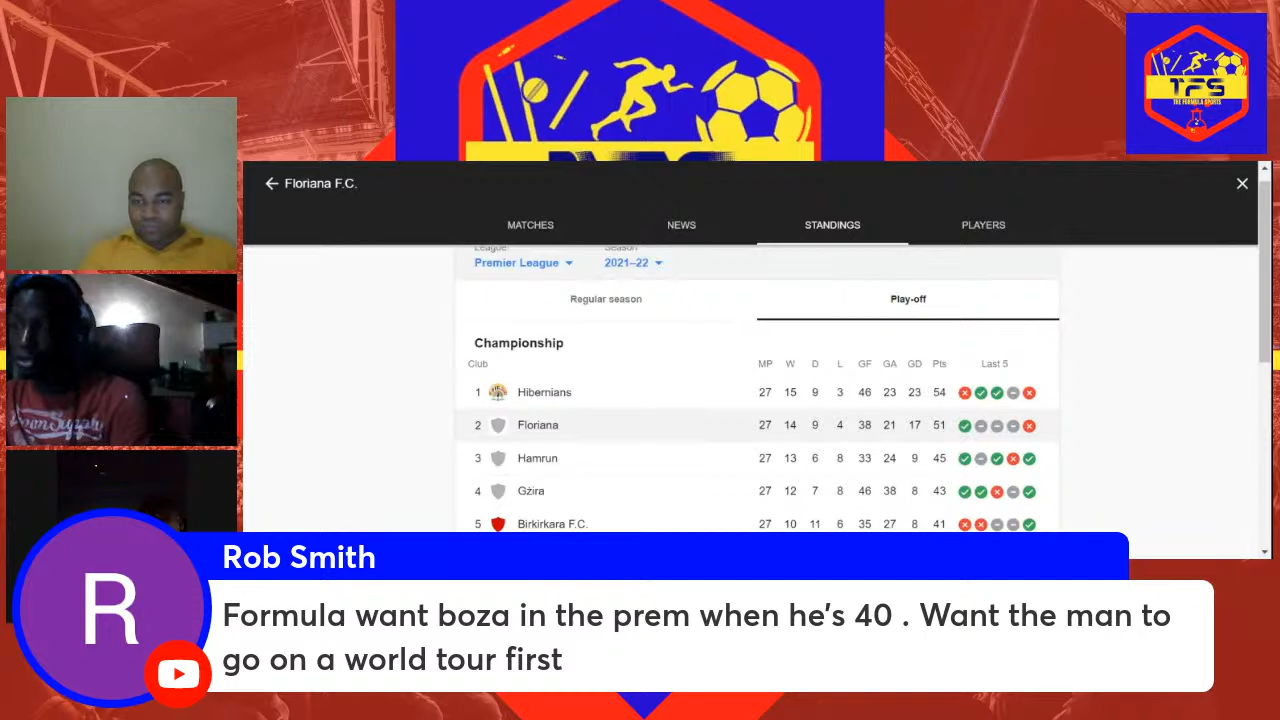 TFS
THE FORMULA SPORTS
Floriana F.C.
MATCHES NEWS STANDINGS PLAYERS
League Season
Premier League 2021–22
Regular season Play-off
Championship
Club MP W D L GF GA GD Pts Last 5
1 Hibernians 27 15 9 3 46 23 23 54
2 Floriana 27 14 9 4 38 21 17 51
3 Hamrun 27 13 6 8 33 24 9 45
4 Gżira 27 12 7 8 46 38 8 43
5 Birkirkara F.C. 27 10 11 6 35 27 8 41
R
Rob Smith
Formula want boza in the prem when he's 40 . Want the man to
go on a world tour first